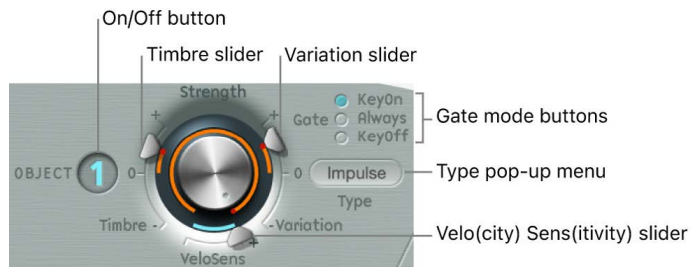 On/Off button
Timbre slider
Variation slider
Strength
+
+
KeyOn
Gate
Always
KeyOff
Gate mode buttons
OBJECT
1
0
0
Impulse
Type pop-up menu
Type
Timbre -
- Variation
+
VeloSens
Velo(city) Sens(itivity) slider